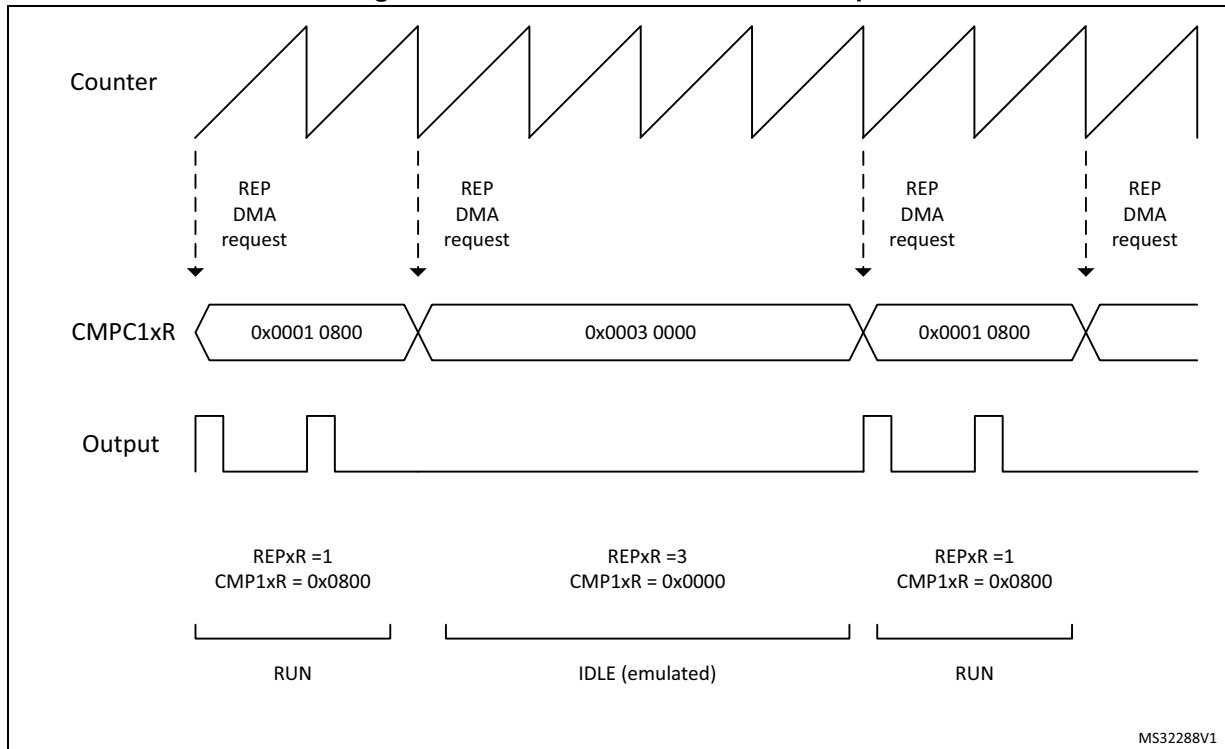 Counter
REP
DMA
request
REP
DMA
request
REP
DMA
request
REP
DMA
request
CMPC1xR
0x0001 0800
0x0003 0000
0x0001 0800
Output
REPxR =1
CMP1xR = 0x0800
REPxR =3
CMP1xR = 0x0000
REPxR =1
CMP1xR = 0x0800
RUN
IDLE (emulated)
RUN
MS32288V1